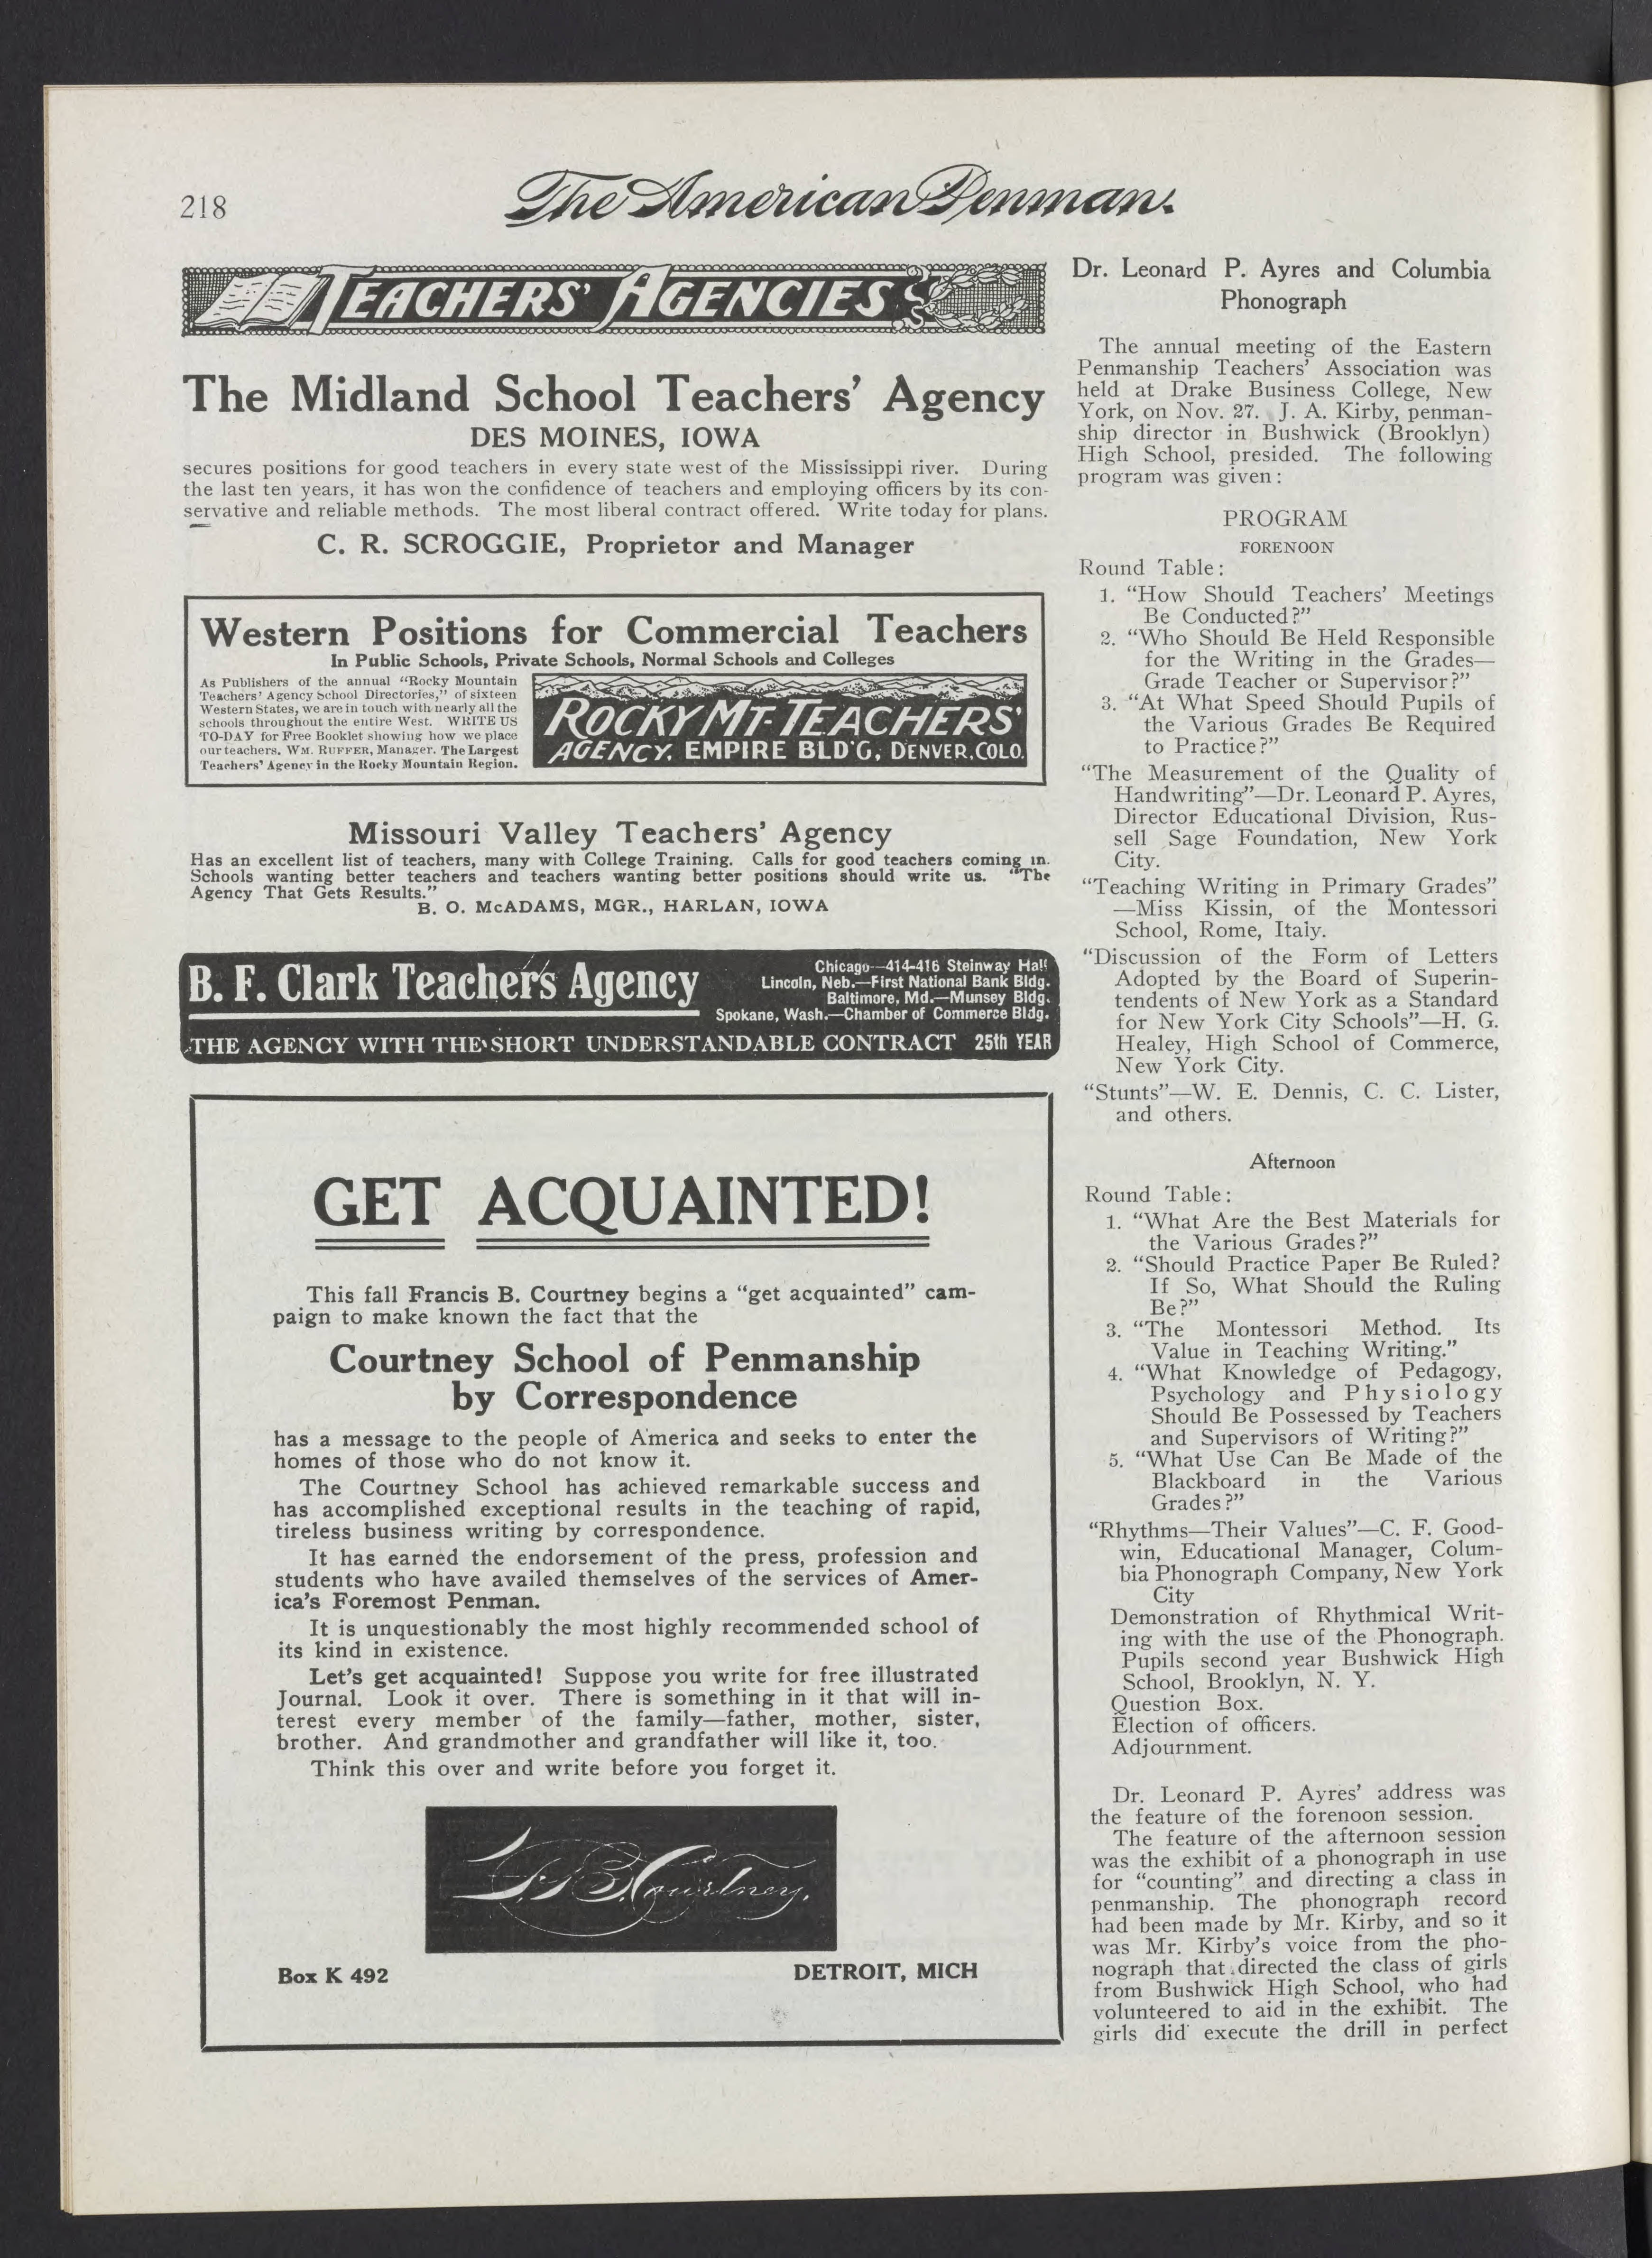 218
The American Penman
TEACHERS' AGENCIES
The Midland School Teachers' Agency
DES MOINES, IOWA
secures positions for good teachers in every state west of the Mississippi river. During
the last ten years, it has won the confidence of teachers and employing officers by its con-
servative and reliable methods. The most liberal contract offered. Write today for plans.
C. R. SCROGGIE, Proprietor and Manager
Western Positions for Commercial Teachers
In Public Schools, Private Schools, Normal Schools and Colleges
As Publishers of the annual “Rocky Mountain
Teachers' Agency School Directories,” of sixteen
Western States, we are in touch with nearly all the
schools throughout the entire West. WRITE US
TO-DAY for Free Booklet showing how we place
our teachers. WM. RUFFER, Manager. The Largest
Teachers' Agency in the Rocky Mountain Region.
ROCKY MT. TEACHERS'
AGENCY. EMPIRE BLD'G, DENVER, COLO.
Missouri Valley Teachers' Agency
Has an excellent list of teachers, many with College Training. Calls for good teachers coming in.
Schools wanting better teachers and teachers wanting better positions should write us. “The
Agency That Gets Results.”
B. O. McADAMS, MGR., HARLAN, IOWA
B. F. Clark Teacher's Agency
Chicago—414-416 Steinway Hall
Lincoln, Neb.—First National Bank Bldg.
Baltimore, Md.—Munsey Bldg.
Spokane, Wash.—Chamber of Commerce Bldg.
THE AGENCY WITH THE SHORT UNDERSTANDABLE CONTRACT 25th YEAR
GET ACQUAINTED!
This fall Francis B. Courtney begins a “get acquainted” cam-
paign to make known the fact that the
Courtney School of Penmanship
by Correspondence
has a message to the people of America and seeks to enter the
homes of those who do not know it.
The Courtney School has achieved remarkable success and
has accomplished exceptional results in the teaching of rapid,
tireless business writing by correspondence.
It has earned the endorsement of the press, profession and
students who have availed themselves of the services of Amer-
ica's Foremost Penman.
It is unquestionably the most highly recommended school of
its kind in existence.
Let's get acquainted! Suppose you write for free illustrated
Journal. Look it over. There is something in it that will in-
terest every member of the family—father, mother, sister,
brother. And grandmother and grandfather will like it, too.
Think this over and write before you forget it.
F. B. Courtney.
Box K 492
DETROIT, MICH
Dr. Leonard P. Ayres and Columbia
Phonograph
The annual meeting of the Eastern
Penmanship Teachers' Association was
held at Drake Business College, New
York, on Nov. 27. J. A. Kirby, penman-
ship director in Bushwick (Brooklyn)
High School, presided. The following
program was given:
PROGRAM
FORENOON
Round Table:
1. “How Should Teachers' Meetings
Be Conducted?”
2. “Who Should Be Held Responsible
for the Writing in the Grades—
Grade Teacher or Supervisor?”
3. “At What Speed Should Pupils of
the Various Grades Be Required
to Practice?”
“The Measurement of the Quality of
Handwriting”—Dr. Leonard P. Ayres,
Director Educational Division, Rus-
sell Sage Foundation, New York
City.
“Teaching Writing in Primary Grades”
—Miss Kissin, of the Montessori
School, Rome, Italy.
“Discussion of the Form of Letters
Adopted by the Board of Superin-
tendents of New York as a Standard
for New York City Schools”—H. G.
Healey, High School of Commerce,
New York City.
“Stunts”—W. E. Dennis, C. C. Lister,
and others.
Afternoon
Round Table:
1. “What Are the Best Materials for
the Various Grades?”
2. “Should Practice Paper Be Ruled?
If So, What Should the Ruling
Be?”
3. “The Montessori Method. Its
Value in Teaching Writing.”
4. “What Knowledge of Pedagogy,
Psychology and Physiology
Should Be Possessed by Teachers
and Supervisors of Writing?”
5. “What Use Can Be Made of the
Blackboard in the Various
Grades?”
“Rhythms—Their Values”—C. F. Good-
win, Educational Manager, Colum-
bia Phonograph Company, New York
City
Demonstration of Rhythmical Writ-
ing with the use of the Phonograph.
Pupils second year Bushwick High
School, Brooklyn, N. Y.
Question Box.
Election of officers.
Adjournment.
Dr. Leonard P. Ayres' address was
the feature of the forenoon session.
The feature of the afternoon session
was the exhibit of a phonograph in use
for “counting” and directing a class in
penmanship. The phonograph record
had been made by Mr. Kirby, and so it
was Mr. Kirby's voice from the pho-
nograph that directed the class of girls
from Bushwick High School, who had
volunteered to aid in the exhibit. The
girls did execute the drill in perfect